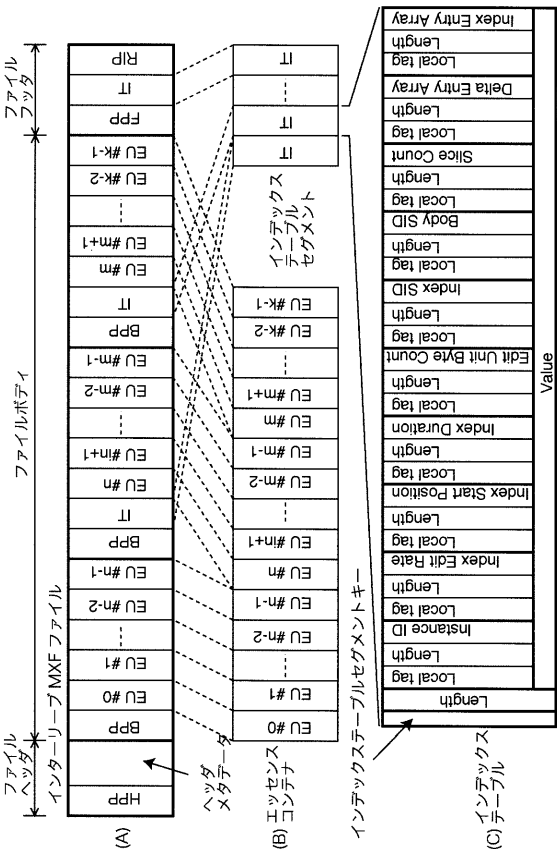 ファイル
ヘッダ
ファイルボディ
ファイル
フッタ
インターリーブMXFファイル
(A)
HPP
BPP
EU #0
EU #1
EU #n-2
EU #n-1
BPP
IT
EU #n
EU #in+1
EU #m-2
EU #m-1
BPP
IT
EU #m
EU #m+1
EU #k-2
EU #k-1
FPP
IT
RIP
ヘッダ
メタデータ
(B)
エッセンス
コンテナ
EU #0
EU #1
EU #n-2
EU #n-1
EU #n
EU #in+1
EU #m-2
EU #m-1
EU #m
EU #m+1
EU #k-2
EU #k-1
インデックス
テーブル
セグメント
IT
IT
IT
インデックステーブルセグメントキー
(C)
インデックス
テーブル
Length
Local tag
Length
Instance ID
Local tag
Length
Index Edit Rate
Local tag
Length
Index Start Position
Local tag
Length
Index Duration
Local tag
Length
Edit Unit Byte Count
Local tag
Length
Index SID
Local tag
Length
Body SID
Local tag
Length
Slice Count
Local tag
Length
Delta Entry Array
Local tag
Length
Index Entry Array
Value